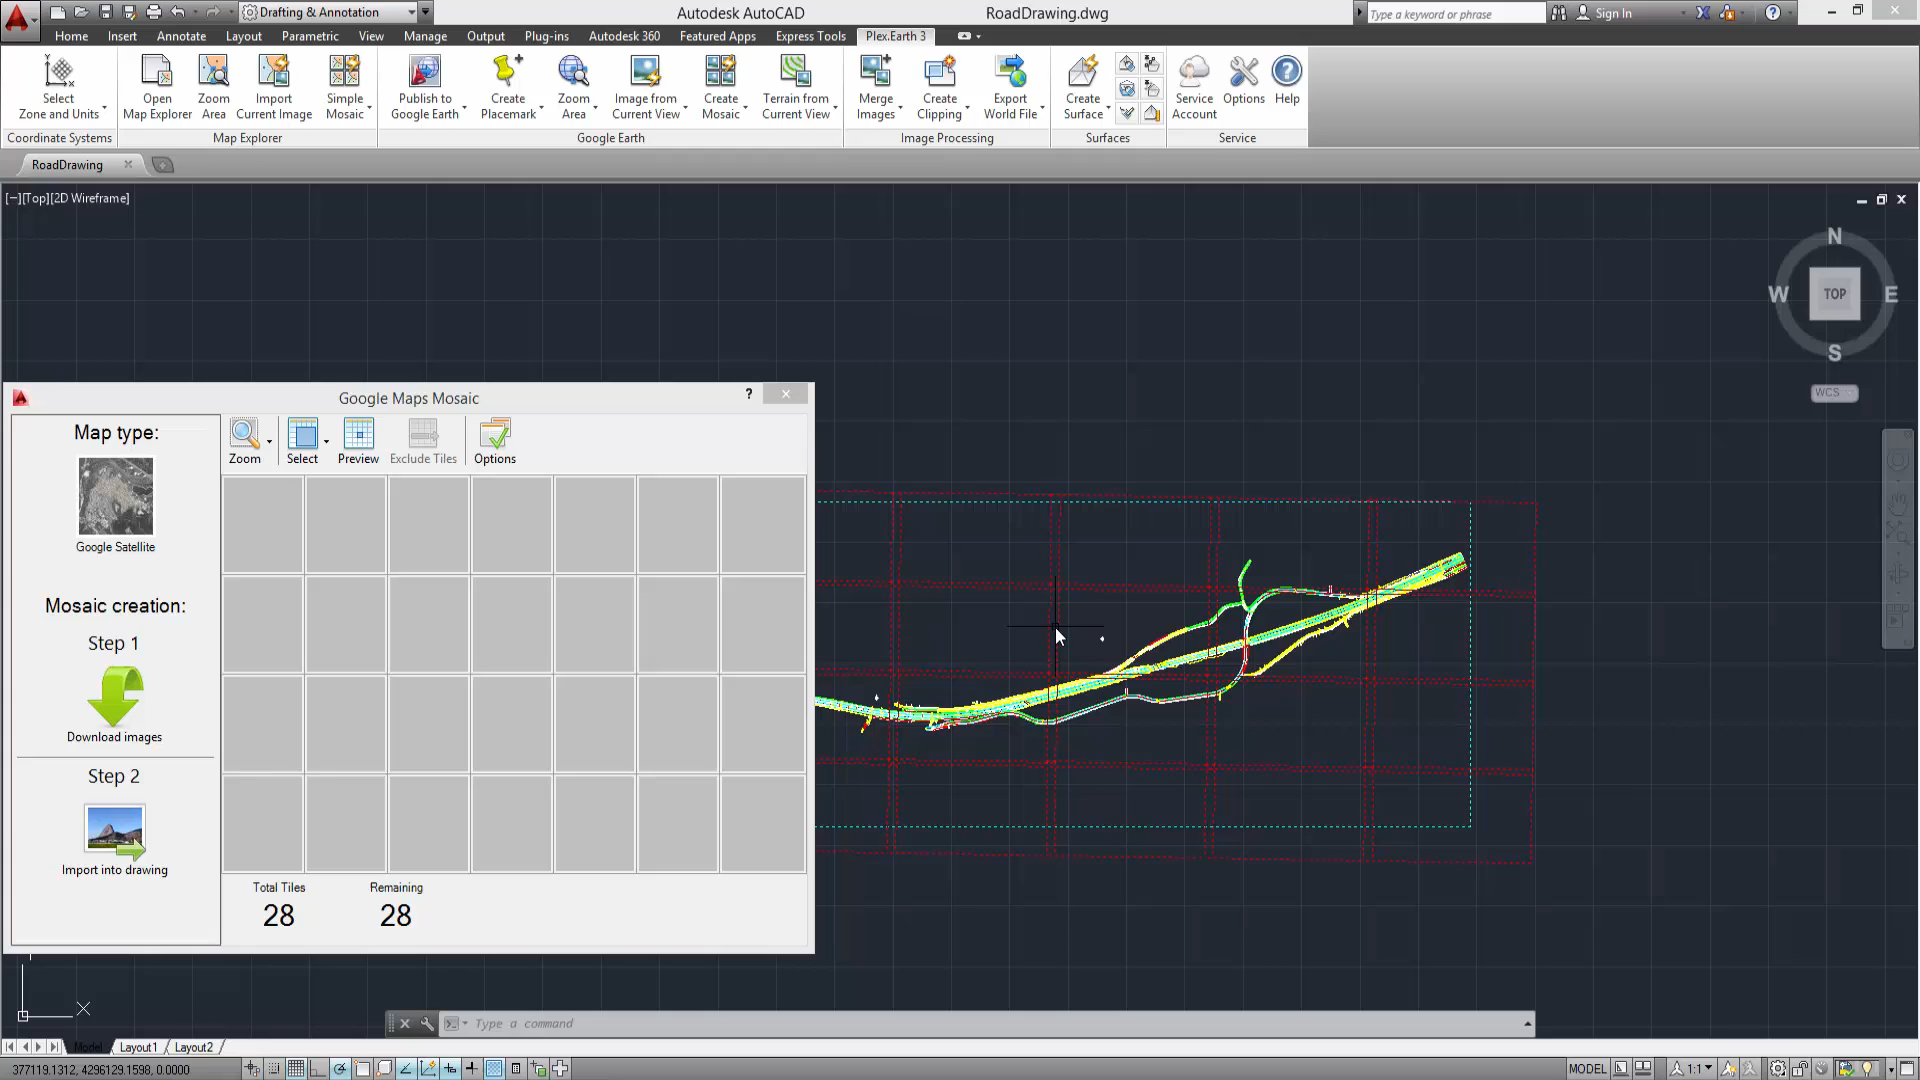 Drafting & Annotation
Autodesk AutoCAD
RoadDrawing.dwg
Type a keyword or phrase
Sign In
Home
Insert
Annotate
Layout
Parametric
View
Manage
Output
Plug-ins
Autodesk 360
Featured Apps
Express Tools
Plex.Earth 3
Select
Zone and Units
Open
Map Explorer
Zoom
Area
Import
Current Image
Simple
Mosaic
Publish to
Google Earth
Create
Placemark
Zoom
Area
Image from
Current View
Create
Mosaic
Terrain from
Current View
Merge
Images
Create
Clipping
Export
World File
Create
Surface
Service
Account
Options
Help
Coordinate Systems
Map Explorer
Google Earth
Image Processing
Surfaces
Service
RoadDrawing
[−][Top][2D Wireframe]
N
W
TOP
E
S
WCS
Google Maps Mosaic
?
Map type:
Google Satellite
Mosaic creation:
Step 1
Download images
Step 2
Import into drawing
Zoom
Select
Preview
Exclude Tiles
Options
Total Tiles
28
Remaining
28
Type a command
Model
Layout1
Layout2
377119.1312, 4296129.1598, 0.0000
MODEL
1:1